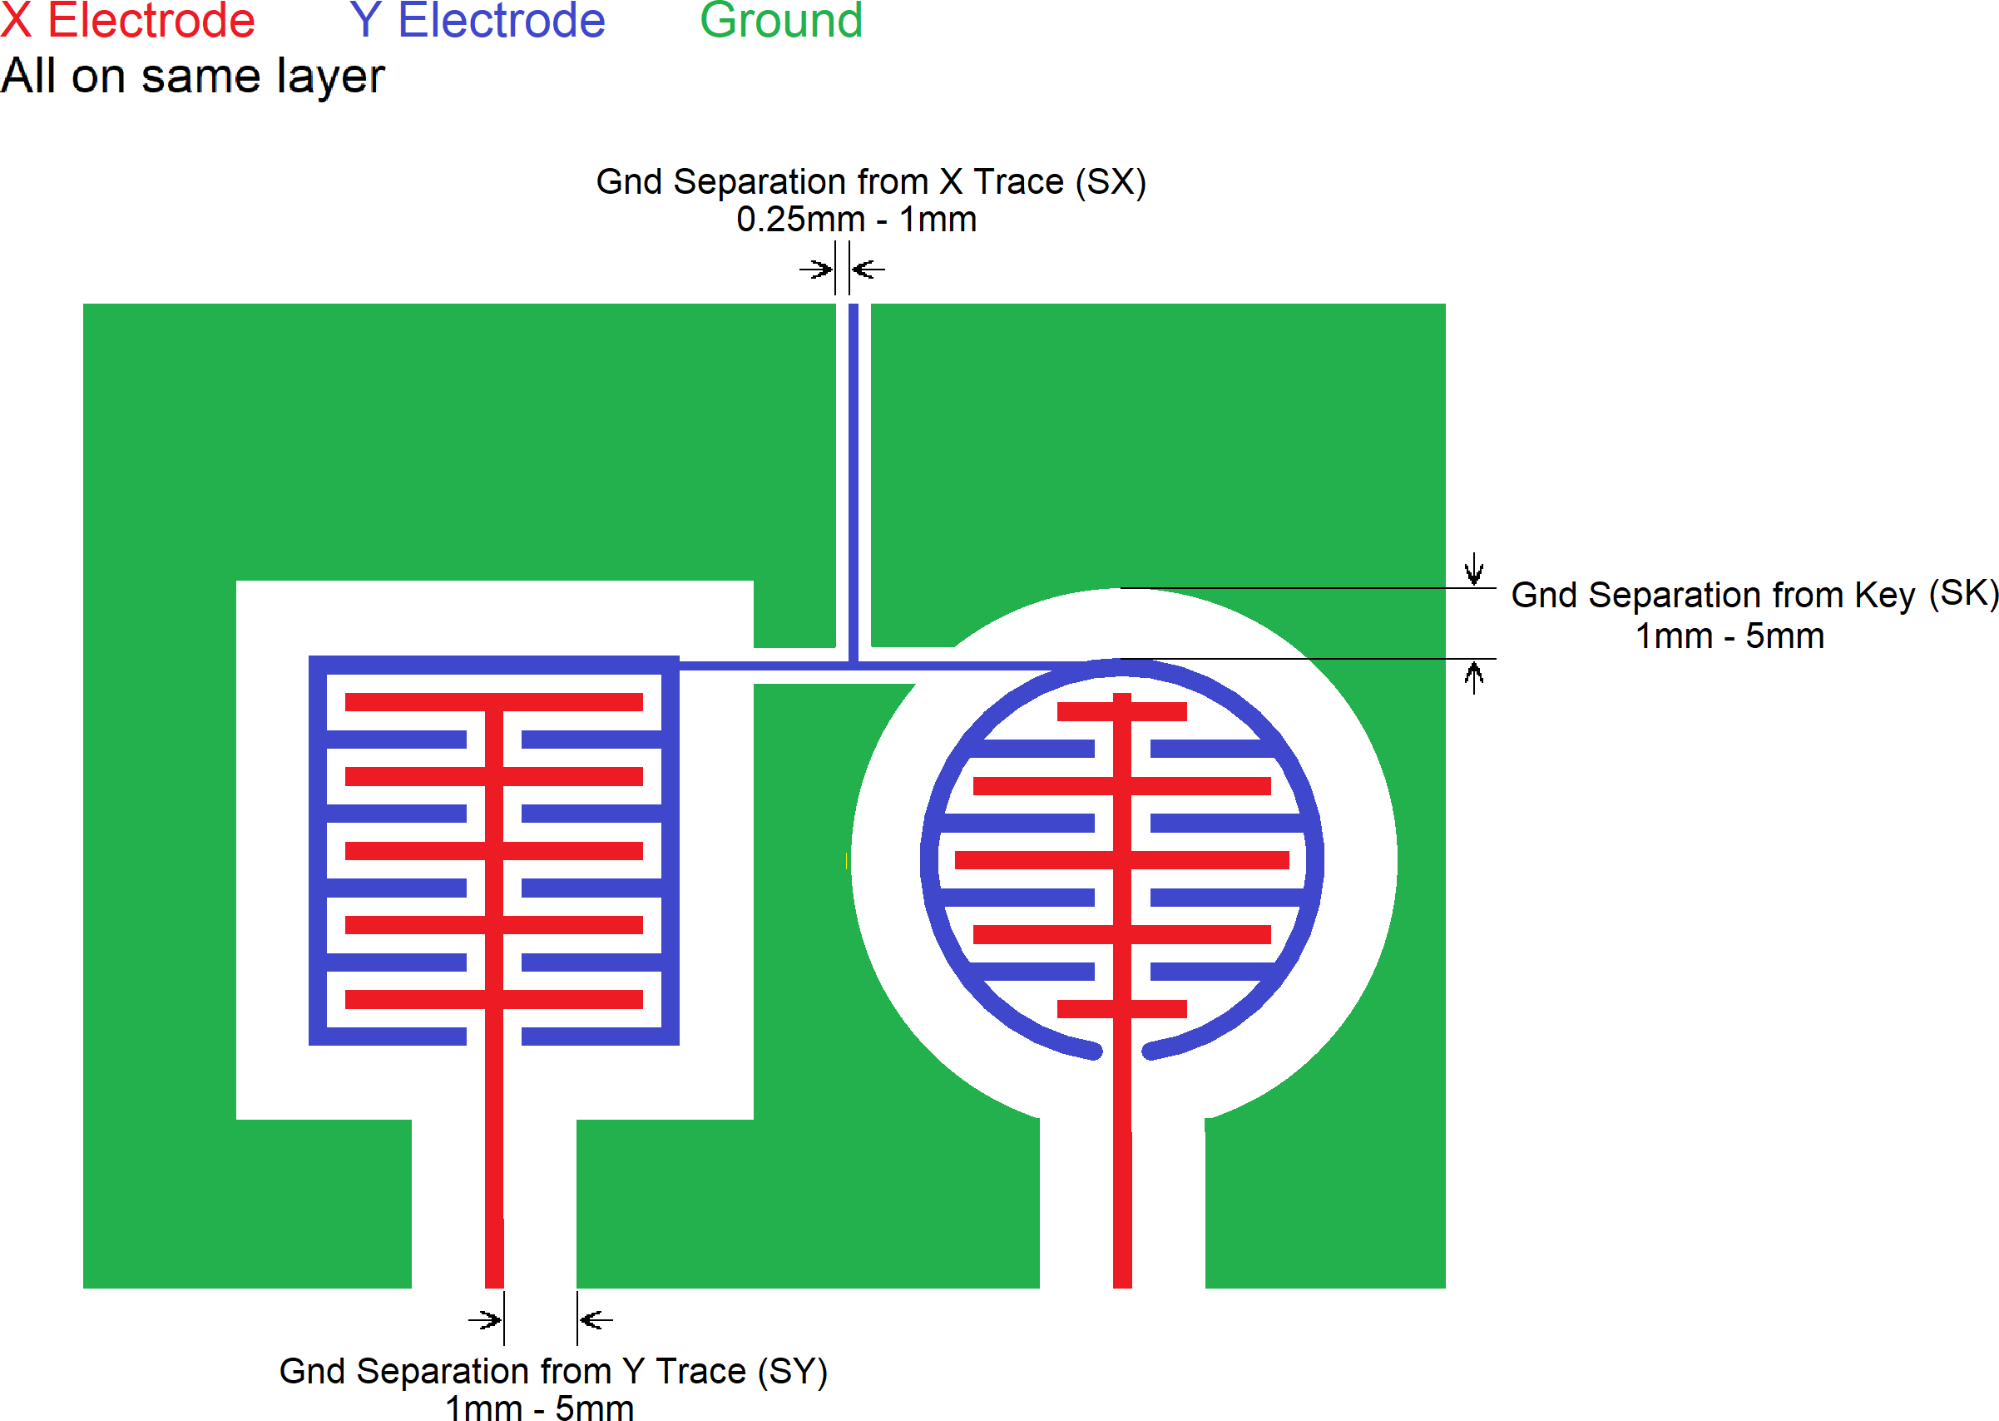 X Electrode Y Electrode Ground
All on same layer
Gnd Separation from X Trace (SX)
0.25mm - 1mm
Gnd Separation from Key (SK)
1mm - 5mm
Gnd Separation from Y Trace (SY)
1mm - 5mm